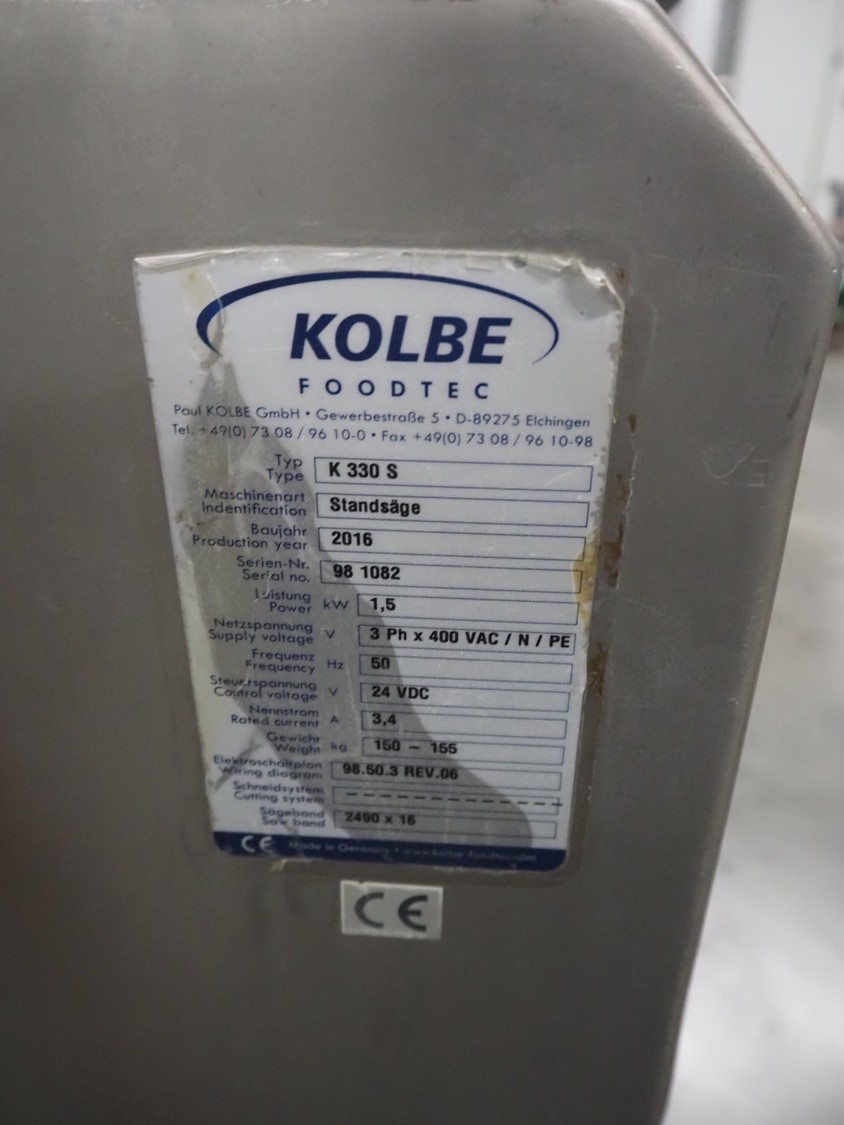 KOLBE
FOODTEC
Paul KOLBE GmbH • Gewerbestraße 5 • D-89275 Elchingen
Tel. +49(0) 73 08 / 96 10-0 • Fax +49(0) 73 08 / 96 10-98
Typ
Type K 330 S
Maschinenart
Indentification Standsäge
Baujahr
Production year 2016
Serien-Nr.
Serial no. 98 1082
Leistung
Power kW 1,5
Netzspannung
Supply voltage V 3 Ph x 400 VAC / N / PE
Frequenz
Frequency Hz 50
Steuerspannung
Control voltage V 24 VDC
Nennstrom
Rated current A 3,4
Gewicht
Weight kg 150 – 155
Elektroschaltplan
Wiring diagram 98.50.3 REV.06
Schneidsystem
Cutting system ----------------
Sägeband
Saw band 2490 x 16
CE Made in Germany • www.kolbe-foodtec.com
CE